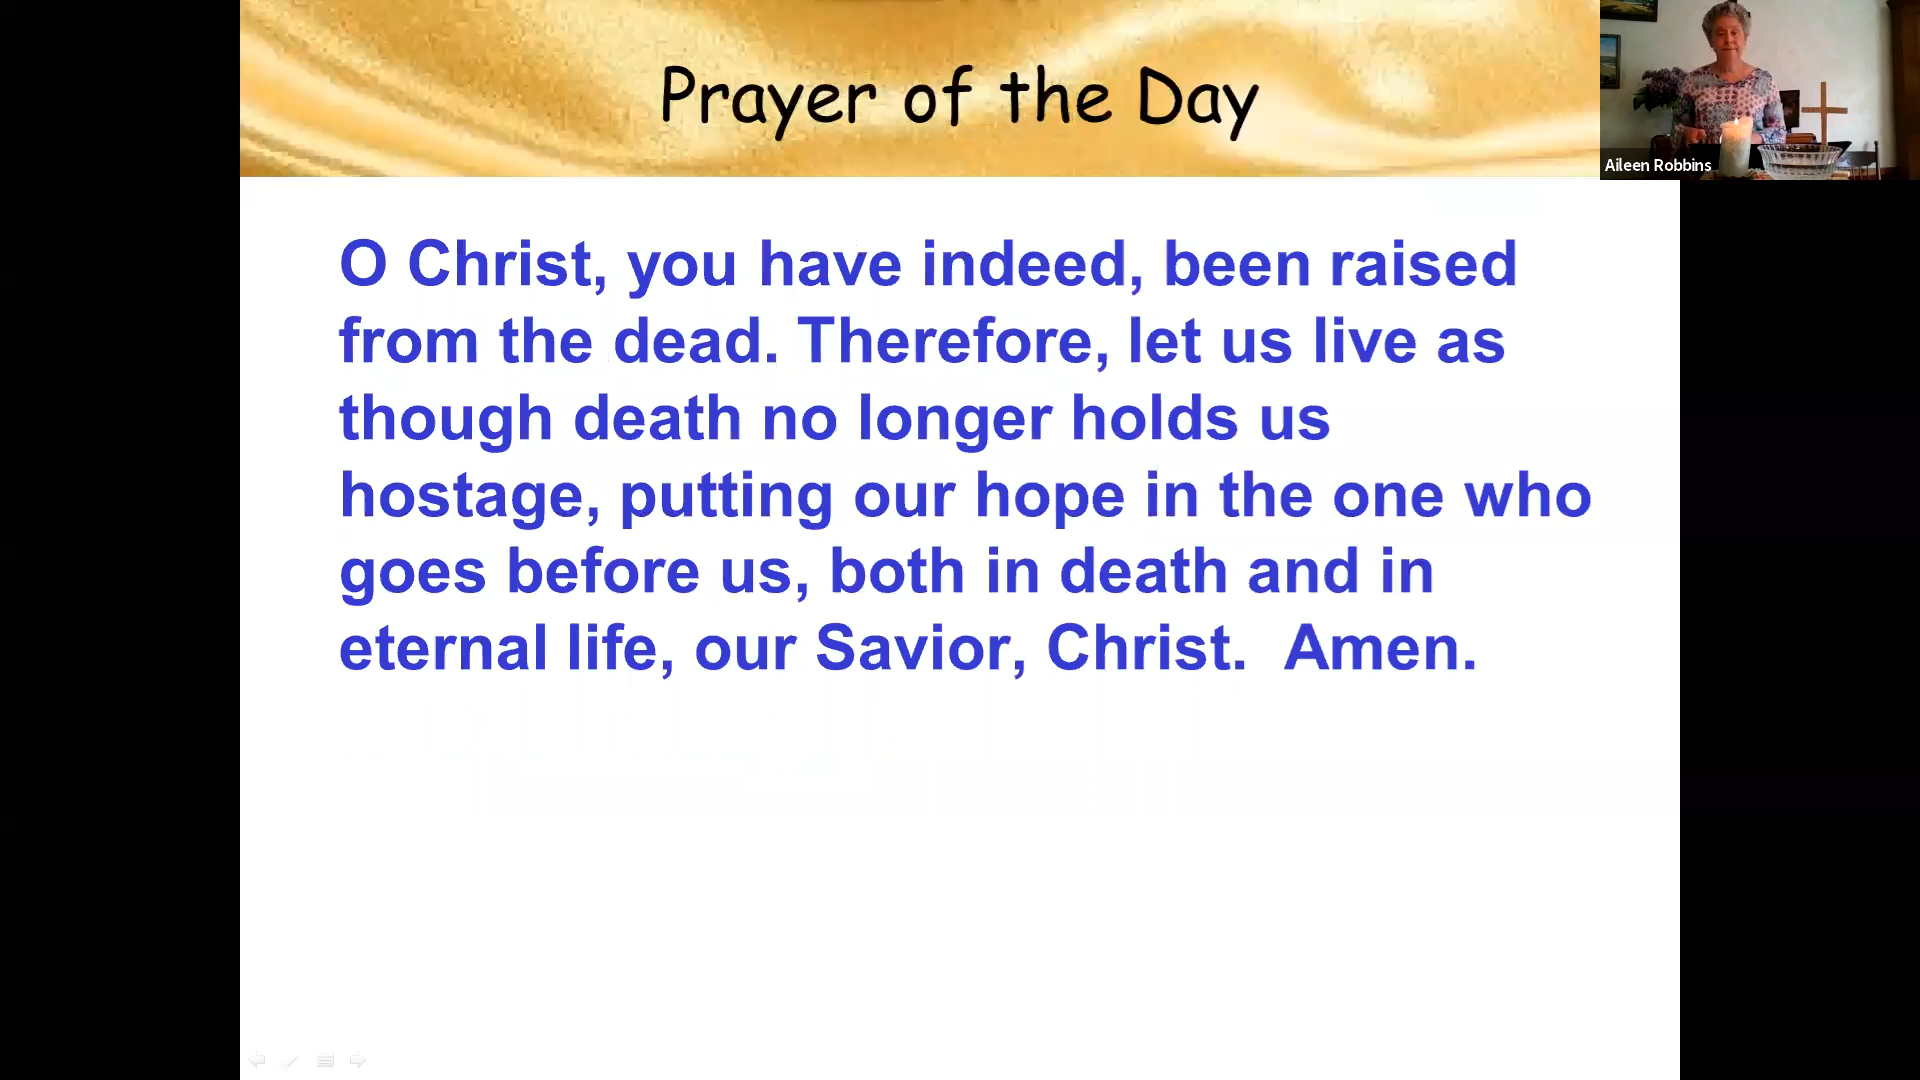 Prayer of the Day
Aileen Robbins
O Christ, you have indeed, been raised
from the dead. Therefore, let us live as
though death no longer holds us
hostage, putting our hope in the one who
goes before us, both in death and in
eternal life, our Savior, Christ.  Amen.